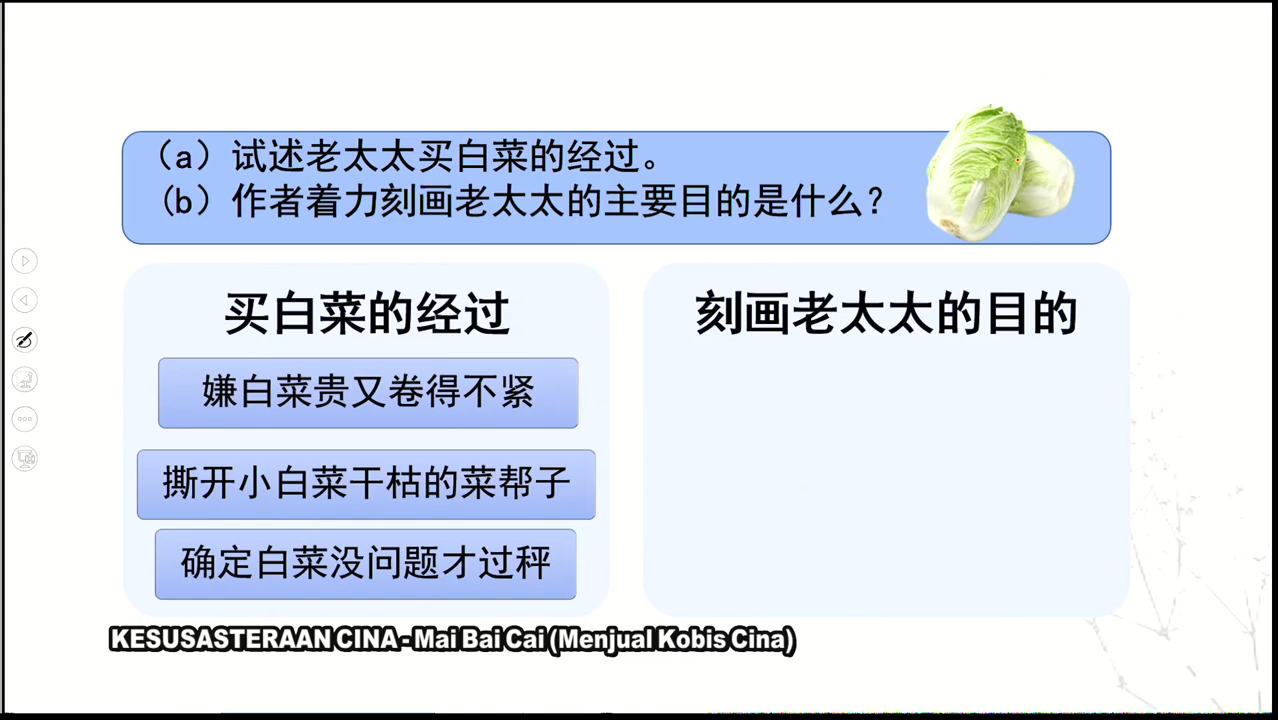 （a）试述老太太买白菜的经过。
（b）作者着力刻画老太太的主要目的是什么？
买白菜的经过
嫌白菜贵又卷得不紧
撕开小白菜干枯的菜帮子
确定白菜没问题才过秤
刻画老太太的目的
KESUSASTERAAN CINA - Mai Bai Cai (Menjual Kobis Cina)